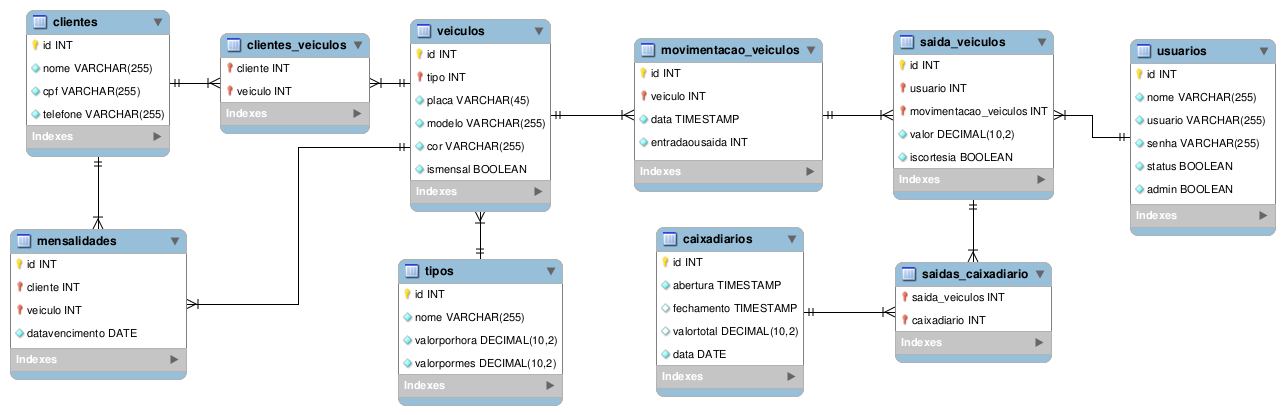 clientes
id INT
nome VARCHAR(255)
cpf VARCHAR(255)
telefone VARCHAR(255)
Indexes
clientes_veiculos
cliente INT
veiculo INT
Indexes
veiculos
id INT
tipo INT
placa VARCHAR(45)
modelo VARCHAR(255)
cor VARCHAR(255)
ismensal BOOLEAN
Indexes
movimentacao_veiculos
id INT
veiculo INT
data TIMESTAMP
entradaousaida INT
Indexes
saida_veiculos
id INT
usuario INT
movimentacao_veiculos INT
valor DECIMAL(10,2)
iscortesia BOOLEAN
Indexes
usuarios
id INT
nome VARCHAR(255)
usuario VARCHAR(255)
senha VARCHAR(255)
status BOOLEAN
admin BOOLEAN
Indexes
mensalidades
id INT
cliente INT
veiculo INT
datavencimento DATE
Indexes
tipos
id INT
nome VARCHAR(255)
valorporhora DECIMAL(10,2)
valorpormes DECIMAL(10,2)
Indexes
caixadiarios
id INT
abertura TIMESTAMP
fechamento TIMESTAMP
valortotal DECIMAL(10,2)
data DATE
Indexes
saidas_caixadiario
saida_veiculos INT
caixadiario INT
Indexes